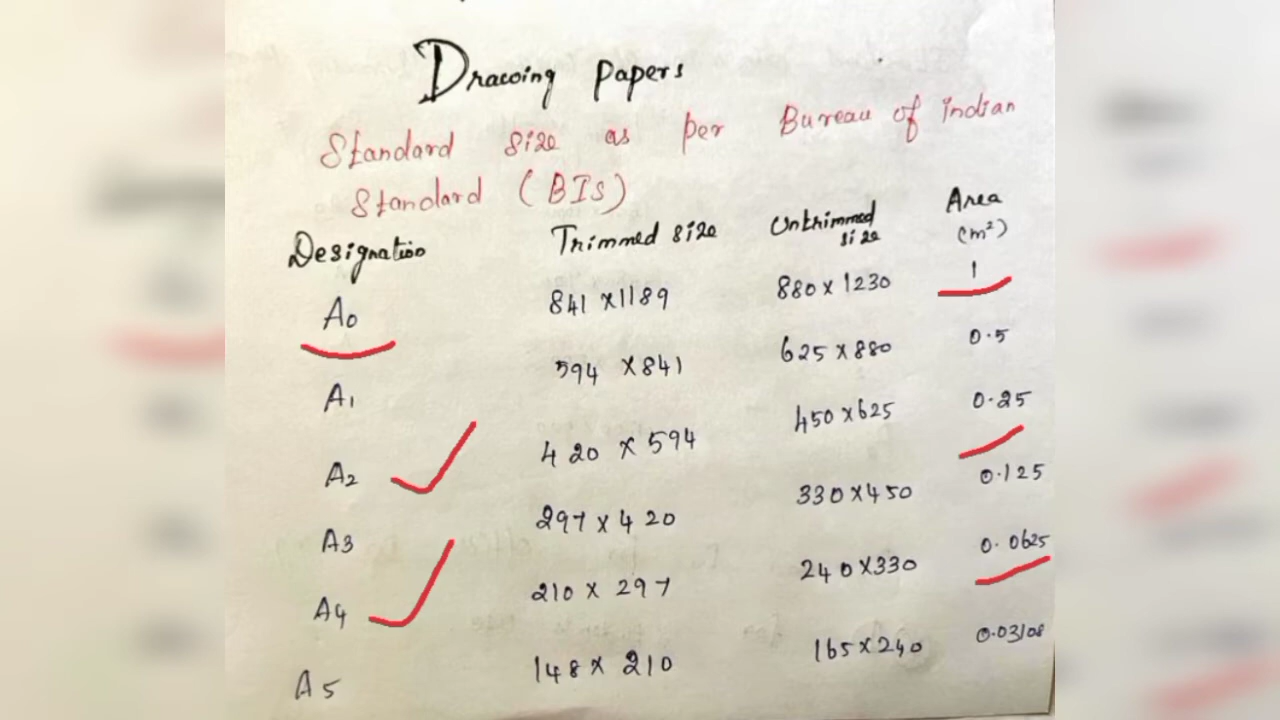 Drawing Papers
Standard size as per Bureau of Indian
Standard (BIS)
Designation Trimmed size Untrimmed size Area (m²)
A0 841 x 1189 880 x 1230 1
A1 594 x 841 625 x 880 0.5
A2 420 x 594 450 x 625 0.25
A3 297 x 420 330 x 450 0.125
A4 210 x 297 240 x 330 0.0625
A5 148 x 210 165 x 240 0.03108